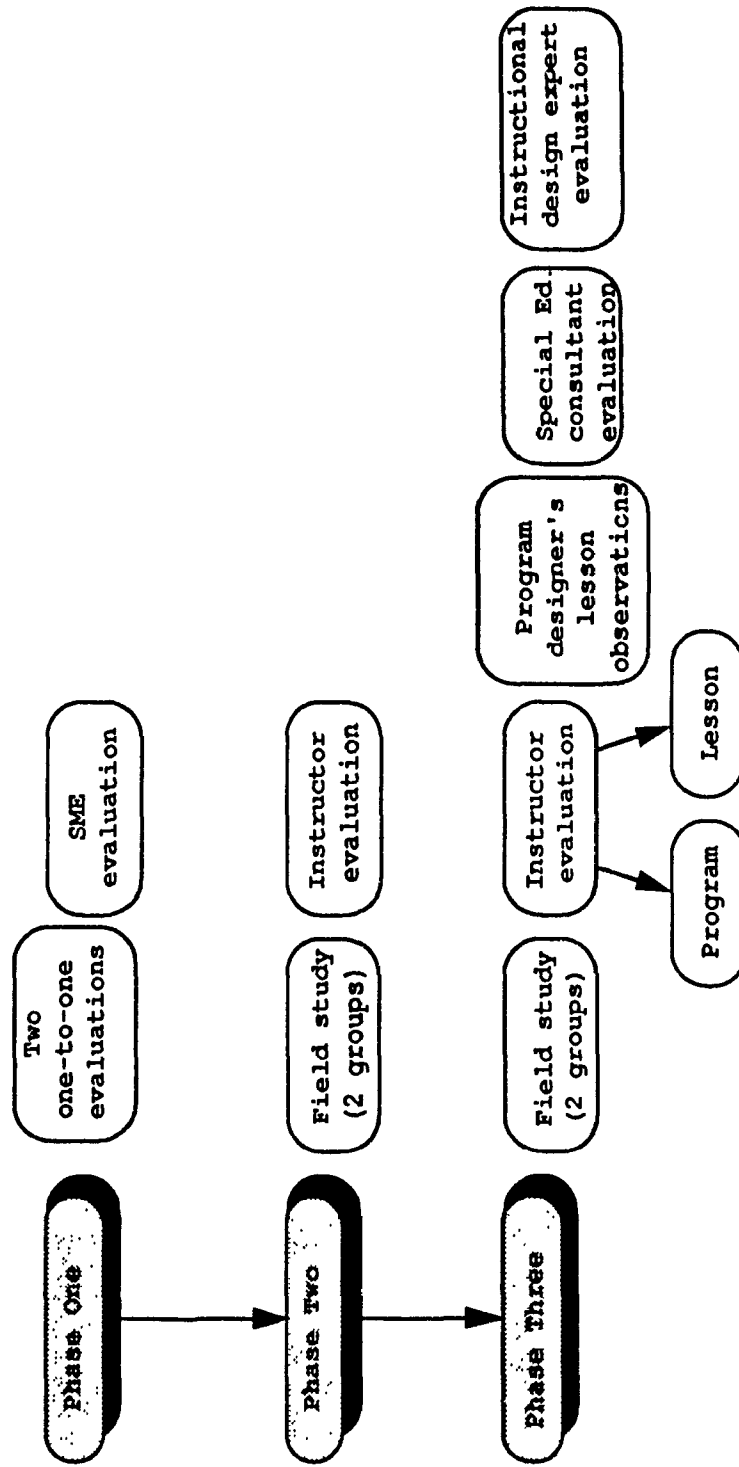 Phase One
Two
one-to-one
evaluations
SME
evaluation
Phase Two
Field study
(2 groups)
Instructor
evaluation
Phase Three
Field study
(2 groups)
Instructor
evaluation
Program
designer's
lesson
observations
Special Ed.
consultant
evaluation
Instructional
design expert
evaluation
Program
Lesson